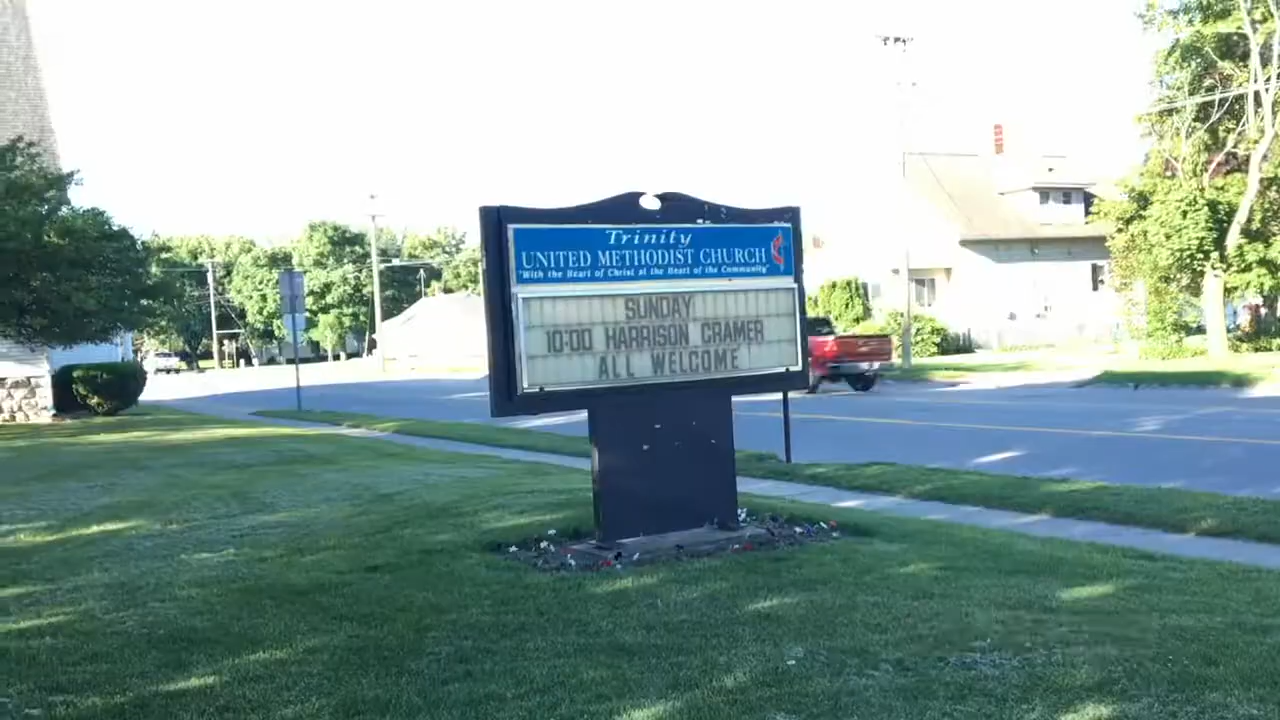 Trinity
UNITED METHODIST CHURCH
"With the Heart of Christ at the Heart of the Community"
SUNDAY
10:00 HARRISON CRAMER
ALL WELCOME!